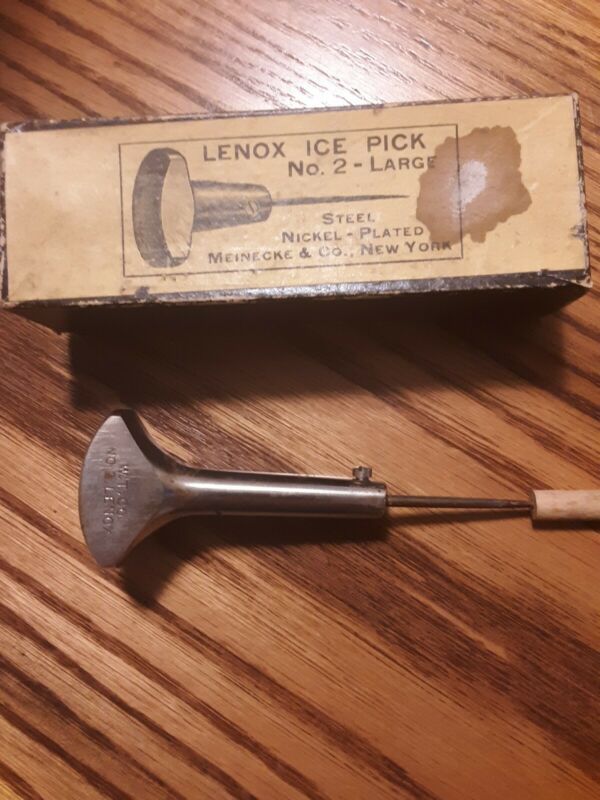 LENOX ICE PICK
No. 2 - LARGE
STEEL
NICKEL - PLATED
MEINECKE & CO., NEW YORK